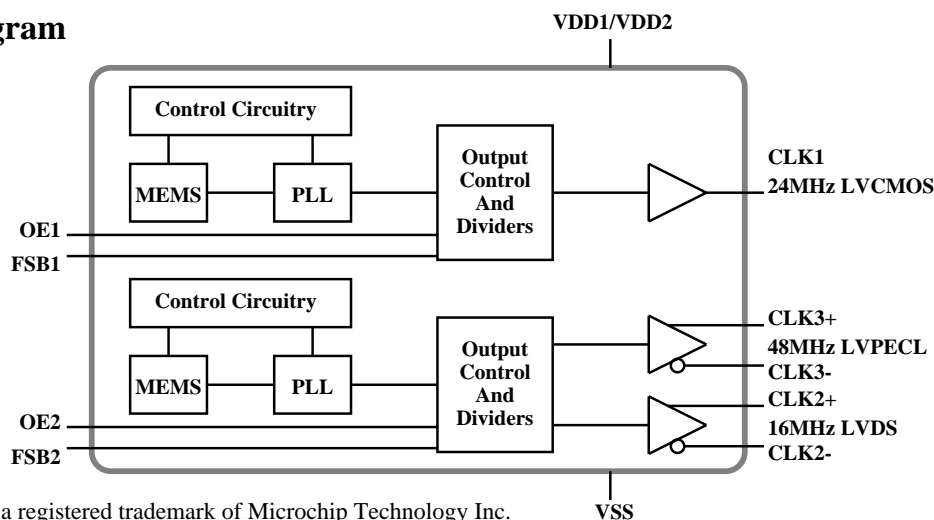 gram
VDD1/VDD2
Control Circuitry
MEMS
PLL
Output
Control
And
Dividers
CLK1
24MHz LVCMOS
OE1
FSB1
Control Circuitry
MEMS
PLL
Output
Control
And
Dividers
CLK3+
48MHz LVPECL
CLK3-
CLK2+
16MHz LVDS
CLK2-
OE2
FSB2
a registered trademark of Microchip Technology Inc.
VSS